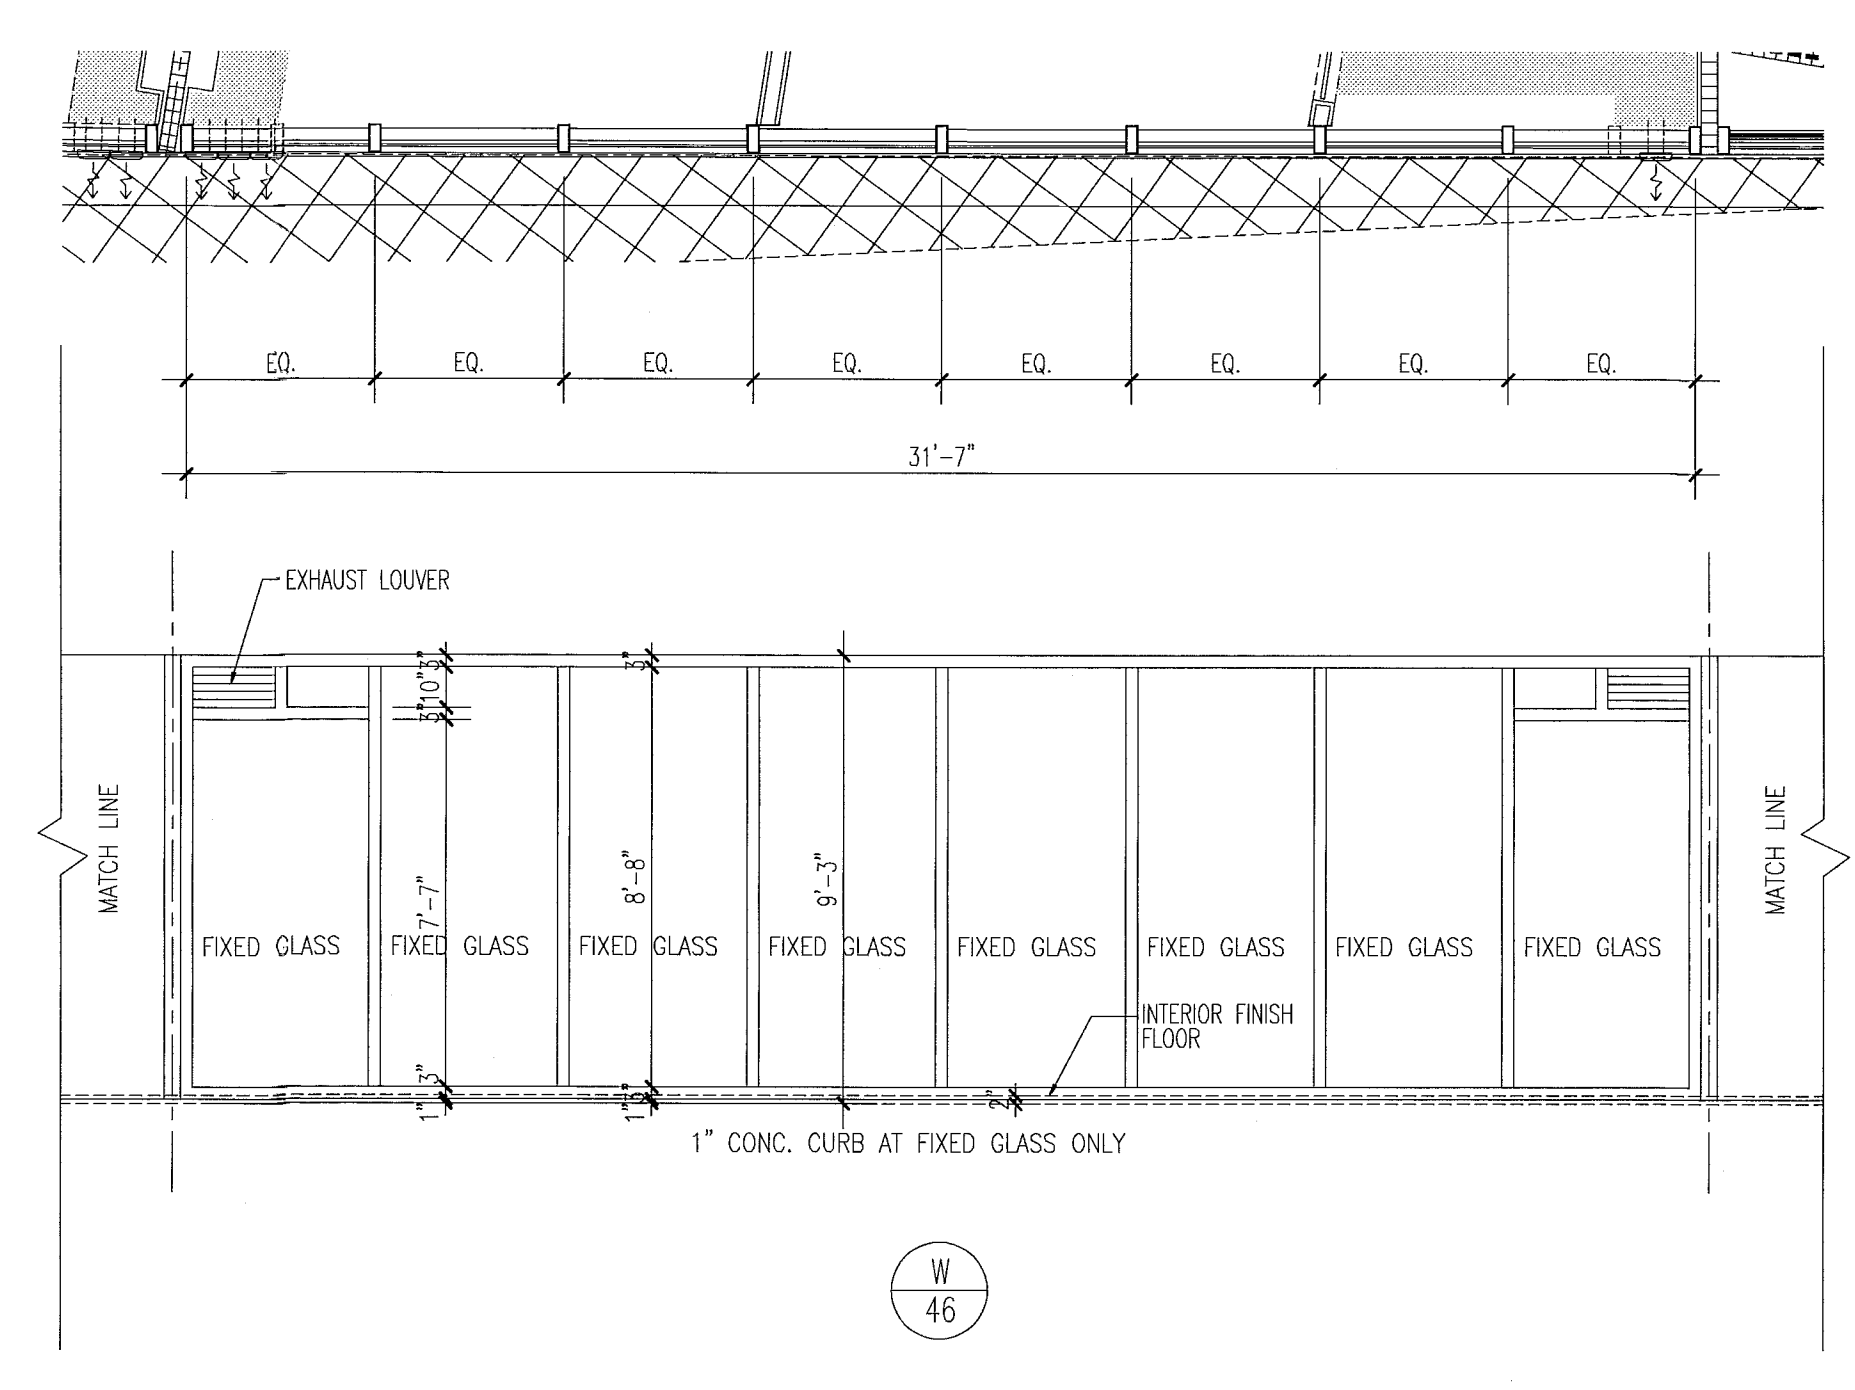 EQ. EQ. EQ. EQ. EQ. EQ. EQ. EQ.
31'-7"
EXHAUST LOUVER
3" 3"
10"
3"
MATCH LINE
7'-7"
8'-8"
9'-3"
MATCH LINE
FIXED GLASS FIXED GLASS FIXED GLASS FIXED GLASS FIXED GLASS FIXED GLASS FIXED GLASS FIXED GLASS
INTERIOR FINISH
FLOOR
3" 3"
1" 1" 2"
1" CONC. CURB AT FIXED GLASS ONLY
W
46